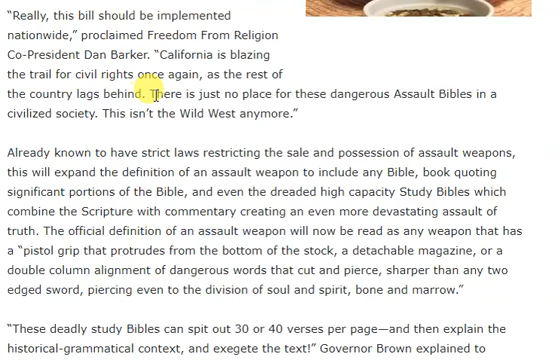 “Really, this bill should be implemented
nationwide,” proclaimed Freedom From Religion
Co-President Dan Barker. “California is blazing
the trail for civil rights once again, as the rest of
the country lags behind. There is just no place for these dangerous Assault Bibles in a
civilized society. This isn’t the Wild West anymore.”
Already known to have strict laws restricting the sale and possession of assault weapons,
this will expand the definition of an assault weapon to include any Bible, book quoting
significant portions of the Bible, and even the dreaded high capacity Study Bibles which
combine the Scripture with commentary creating an even more devastating assault of
truth. The official definition of an assault weapon will now be read as any weapon that has
a “pistol grip that protrudes from the bottom of the stock, a detachable magazine, or a
double column alignment of dangerous words that cut and pierce, sharper than any two
edged sword, piercing even to the division of soul and spirit, bone and marrow.”
“These deadly study Bibles can spit out 30 or 40 verses per page—and then explain the
historical-grammatical context, and exegete the text!” Governor Brown explained to